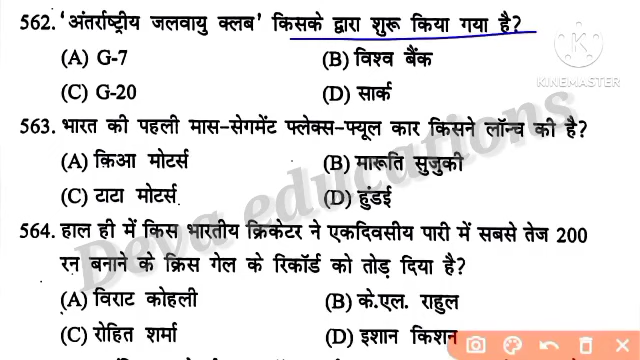 562. 'अंतर्राष्ट्रीय जलवायु क्लब' किसके द्वारा शुरू किया गया है?
(A) G-7 (B) विश्व बैंक
(C) G-20 (D) सार्क
KINEMASTER
563. भारत की पहली मास-सेगमेंट फ्लेक्स-फ्यूल कार किसने लॉन्च की है?
(A) क़िआ मोटर्स (B) मारूति सुजुकी
(C) टाटा मोटर्स (D) हुंडई
564. हाल ही में किस भारतीय क्रिकेटर ने एकदिवसीय पारी में सबसे तेज 200
रन बनाने के क्रिस गेल के रिकॉर्ड को तोड़ दिया है?
(A) विराट कोहली (B) के.एल. राहुल
(C) रोहित शर्मा (D) इशान किशन
Deva educations